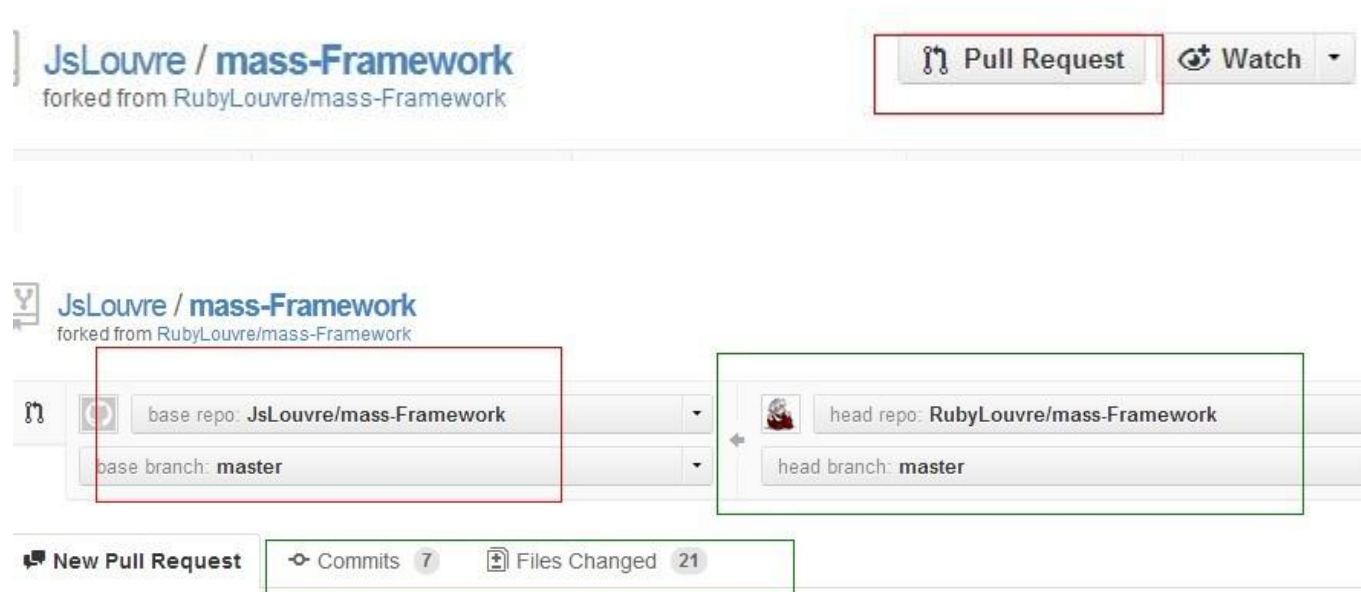 JsLouvre / mass-Framework
forked from RubyLouvre/mass-Framework
Pull Request
Watch
JsLouvre / mass-Framework
forked from RubyLouvre/mass-Framework
base repo: JsLouvre/mass-Framework
head repo: RubyLouvre/mass-Framework
base branch: master
head branch: master
New Pull Request
Commits 7
Files Changed 21